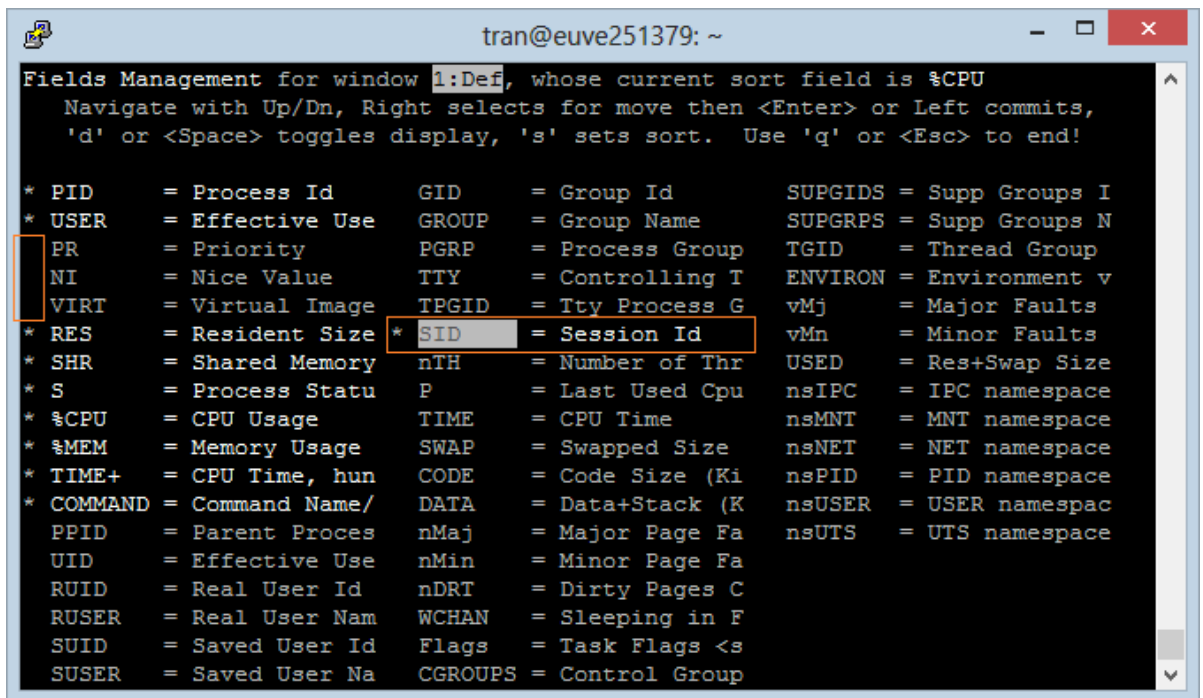 tran@euve251379: ~
Fields Management for window 1:Def, whose current sort field is %CPU
Navigate with Up/Dn, Right selects for move then <Enter> or Left commits,
'd' or <Space> toggles display, 's' sets sort.  Use 'q' or <Esc> to end!
* PID     = Process Id      GID     = Group Id        SUPGIDS = Supp Groups I
* USER    = Effective Use   GROUP   = Group Name      SUPGRPS = Supp Groups N
  PR      = Priority        PGRP    = Process Group   TGID    = Thread Group
  NI      = Nice Value      TTY     = Controlling T   ENVIRON = Environment v
  VIRT    = Virtual Image   TPGID   = Tty Process G   vMj     = Major Faults
* RES     = Resident Size * SID     = Session Id      vMn     = Minor Faults
* SHR     = Shared Memory   nTH     = Number of Thr   USED    = Res+Swap Size
* S       = Process Statu   P       = Last Used Cpu   nsIPC   = IPC namespace
* %CPU    = CPU Usage       TIME    = CPU Time        nsMNT   = MNT namespace
* %MEM    = Memory Usage    SWAP    = Swapped Size    nsNET   = NET namespace
* TIME+   = CPU Time, hun   CODE    = Code Size (Ki   nsPID   = PID namespace
* COMMAND = Command Name/   DATA    = Data+Stack (K   nsUSER  = USER namespac
  PPID    = Parent Proces   nMaj    = Major Page Fa   nsUTS   = UTS namespace
  UID     = Effective Use   nMin    = Minor Page Fa
  RUID    = Real User Id    nDRT    = Dirty Pages C
  RUSER   = Real User Nam   WCHAN   = Sleeping in F
  SUID    = Saved User Id   Flags   = Task Flags <s
  SUSER   = Saved User Na   CGROUPS = Control Group